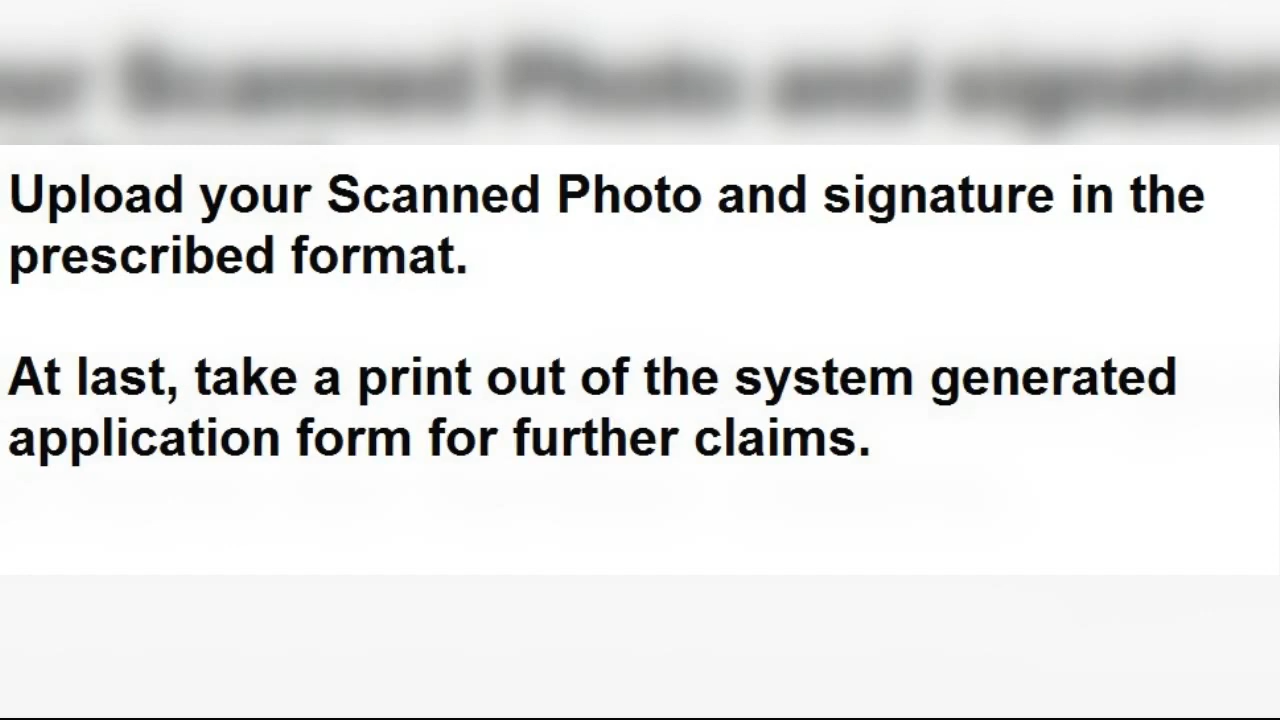 Upload your Scanned Photo and signature in the
prescribed format.
At last, take a print out of the system generated
application form for further claims.